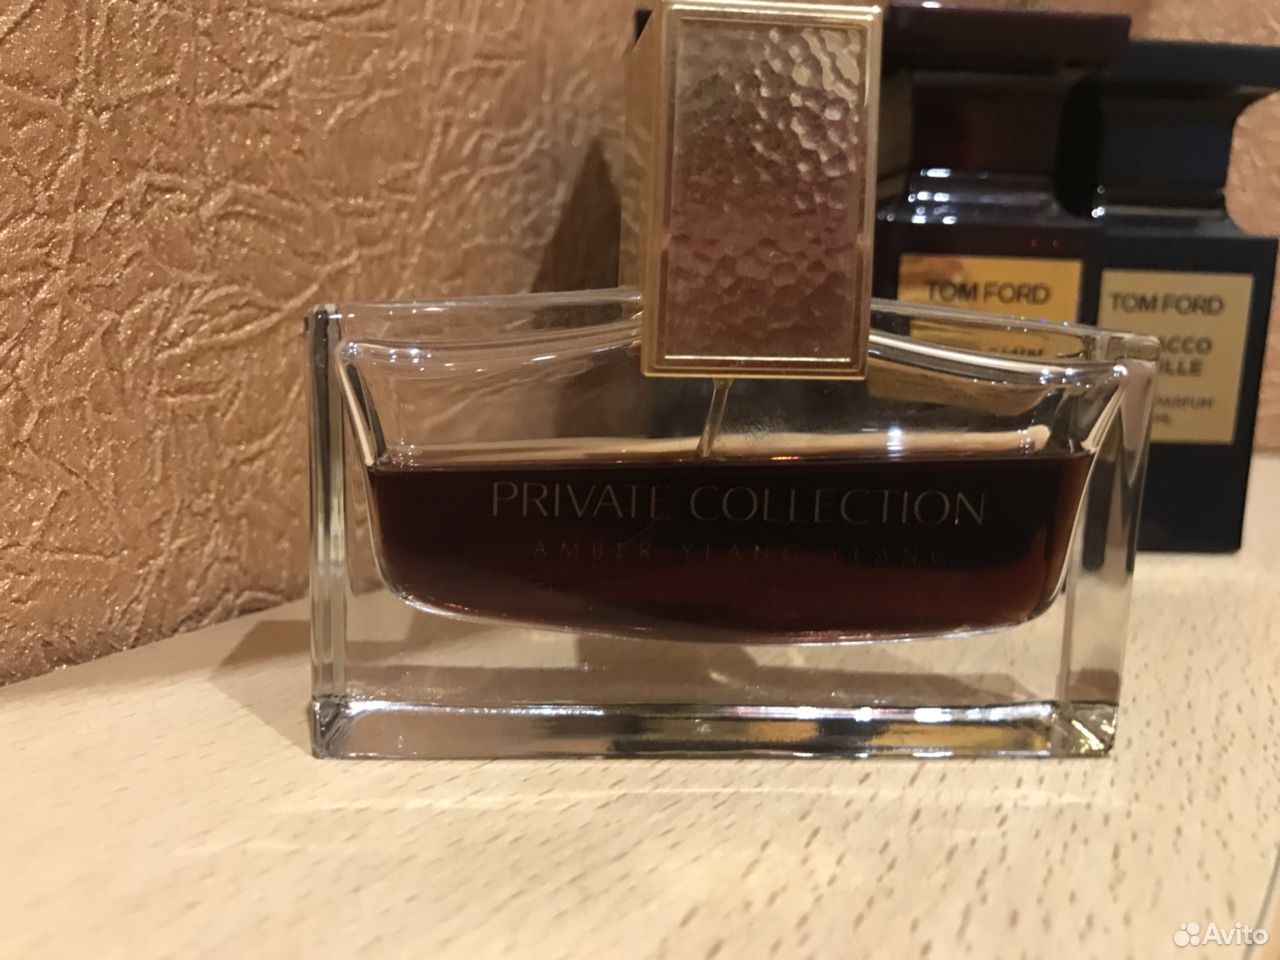 PRIVATE COLLECTION
AMBER YLANG YLANG
TOM FORD
TOM FORD
Avito